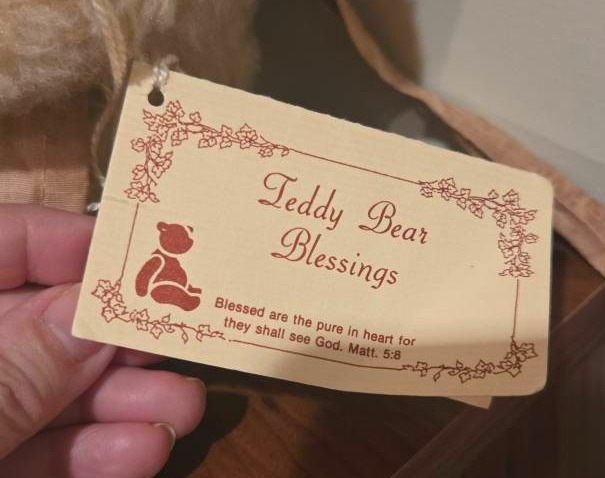 Teddy Bear
Blessings
Blessed are the pure in heart for
they shall see God. Matt. 5:8